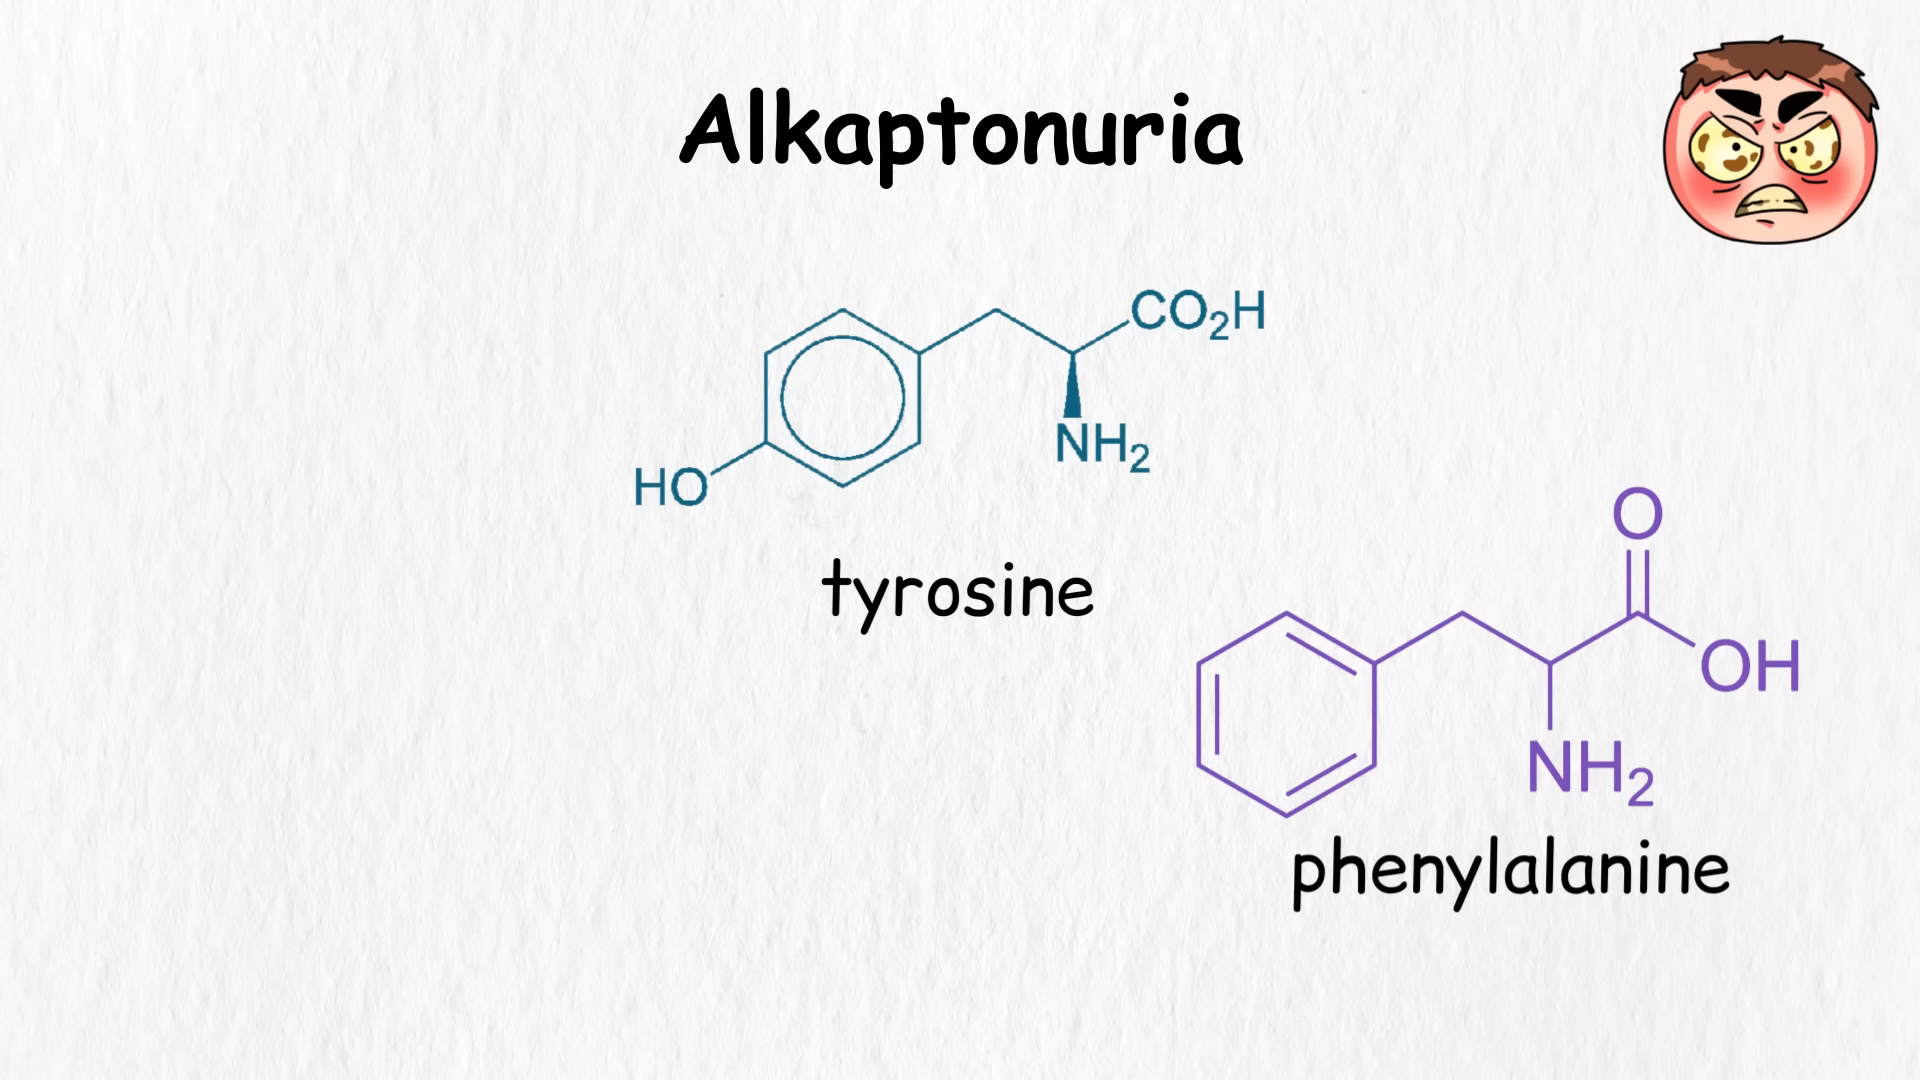 Alkaptonuria
CO₂H
NH₂
HO
tyrosine
O
OH
NH₂
phenylalanine